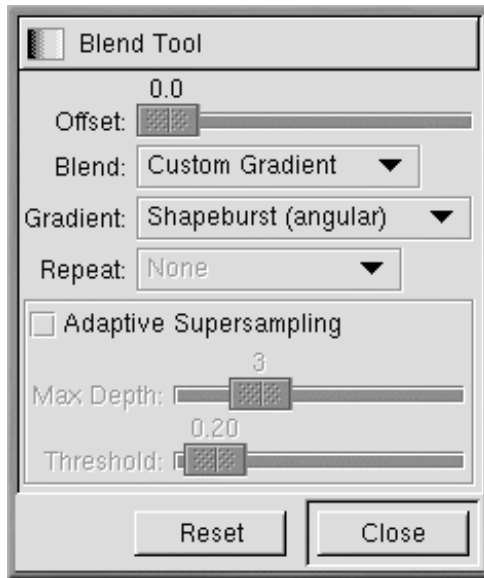 Blend Tool
0.0
Offset:
Blend: Custom Gradient
Gradient: Shapeburst (angular)
Repeat: None
Adaptive Supersampling
3
Max Depth:
0.20
Threshold:
Reset Close